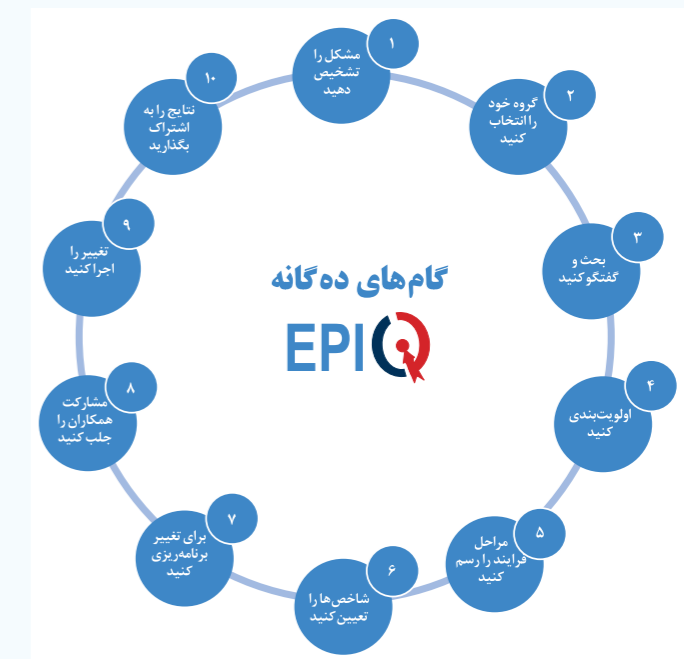 گام‌های ده گانه
EPIQ
۱
مشکل را
تشخیص
دهید
۲
گروه خود
را انتخاب
کنید
۳
بحث و
گفتگو کنید
۴
اولویت‌بندی
کنید
۵
مراحل
فرایند را رسم
کنید
۶
شاخص‌ها را
تعیین کنید
۷
برای تغییر
برنامه‌ریزی
کنید
۸
مشارکت
همکاران را
جلب کنید
۹
تغییر را
اجرا کنید
۱۰
نتایج را به
اشتراک
بگذارید